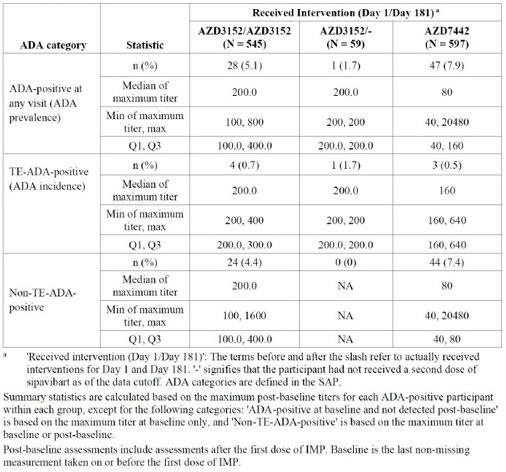 Received Intervention (Day 1/Day 181) a
ADA category
Statistic
AZD3152/AZD3152
(N = 545)
AZD3152/-
(N = 59)
AZD7442
(N = 597)
ADA-positive at
any visit (ADA
prevalence)
n (%)
28 (5.1)
1 (1.7)
47 (7.9)
Median of
maximum titer
200.0
200.0
80
Min of maximum
titer, max
100, 800
200, 200
40, 20480
Q1, Q3
100.0, 400.0
200.0, 200.0
40, 160
TE-ADA-positive
(ADA incidence)
n (%)
4 (0.7)
1 (1.7)
3 (0.5)
Median of
maximum titer
200.0
200.0
160
Min of maximum
titer, max
200, 400
200, 200
160, 640
Q1, Q3
200.0, 300.0
200.0, 200.0
160, 640
Non-TE-ADA-
positive
n (%)
24 (4.4)
0 (0)
44 (7.4)
Median of
maximum titer
200.0
NA
80
Min of maximum
titer, max
100, 1600
NA
40, 20480
Q1, Q3
100.0, 400.0
NA
40, 80
a 'Received intervention (Day 1/Day 181)': The terms before and after the slash refer to actually received
interventions for Day 1 and Day 181. '-' signifies that the participant had not received a second dose of
sipavibart as of the data cutoff. ADA categories are defined in the SAP.
Summary statistics are calculated based on the maximum post-baseline titers for each ADA-positive participant
within each group, except for the following categories: 'ADA-positive at baseline and not detected post-baseline'
is based on the maximum titer at baseline only, and 'Non-TE-ADA-positive' is based on the maximum titer at
baseline or post-baseline.
Post-baseline assessments include assessments after the first dose of IMP. Baseline is the last non-missing
measurement taken on or before the first dose of IMP.